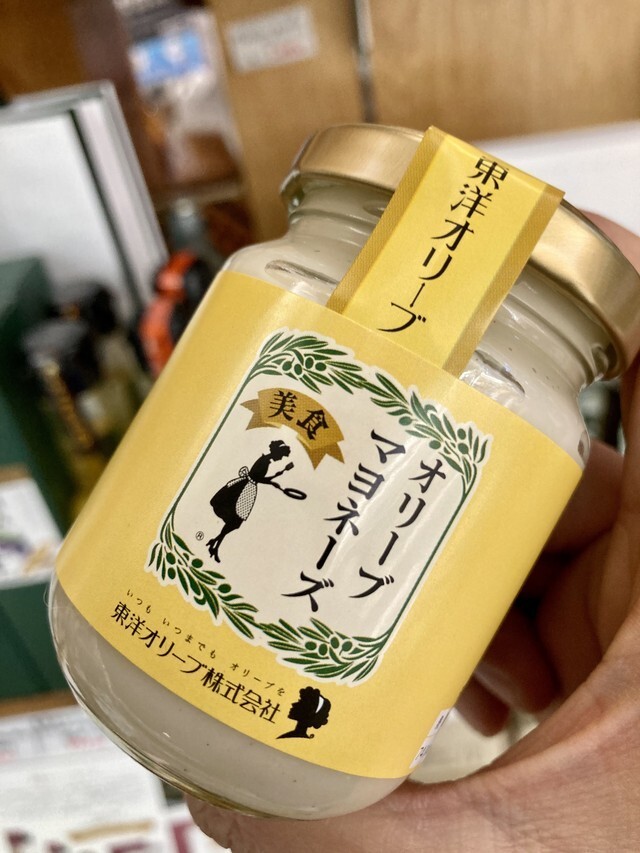 東洋オリーブ
美食
オリーブ
マヨネーズ
®
いつも いつまでも オリーブを
東洋オリーブ株式会社